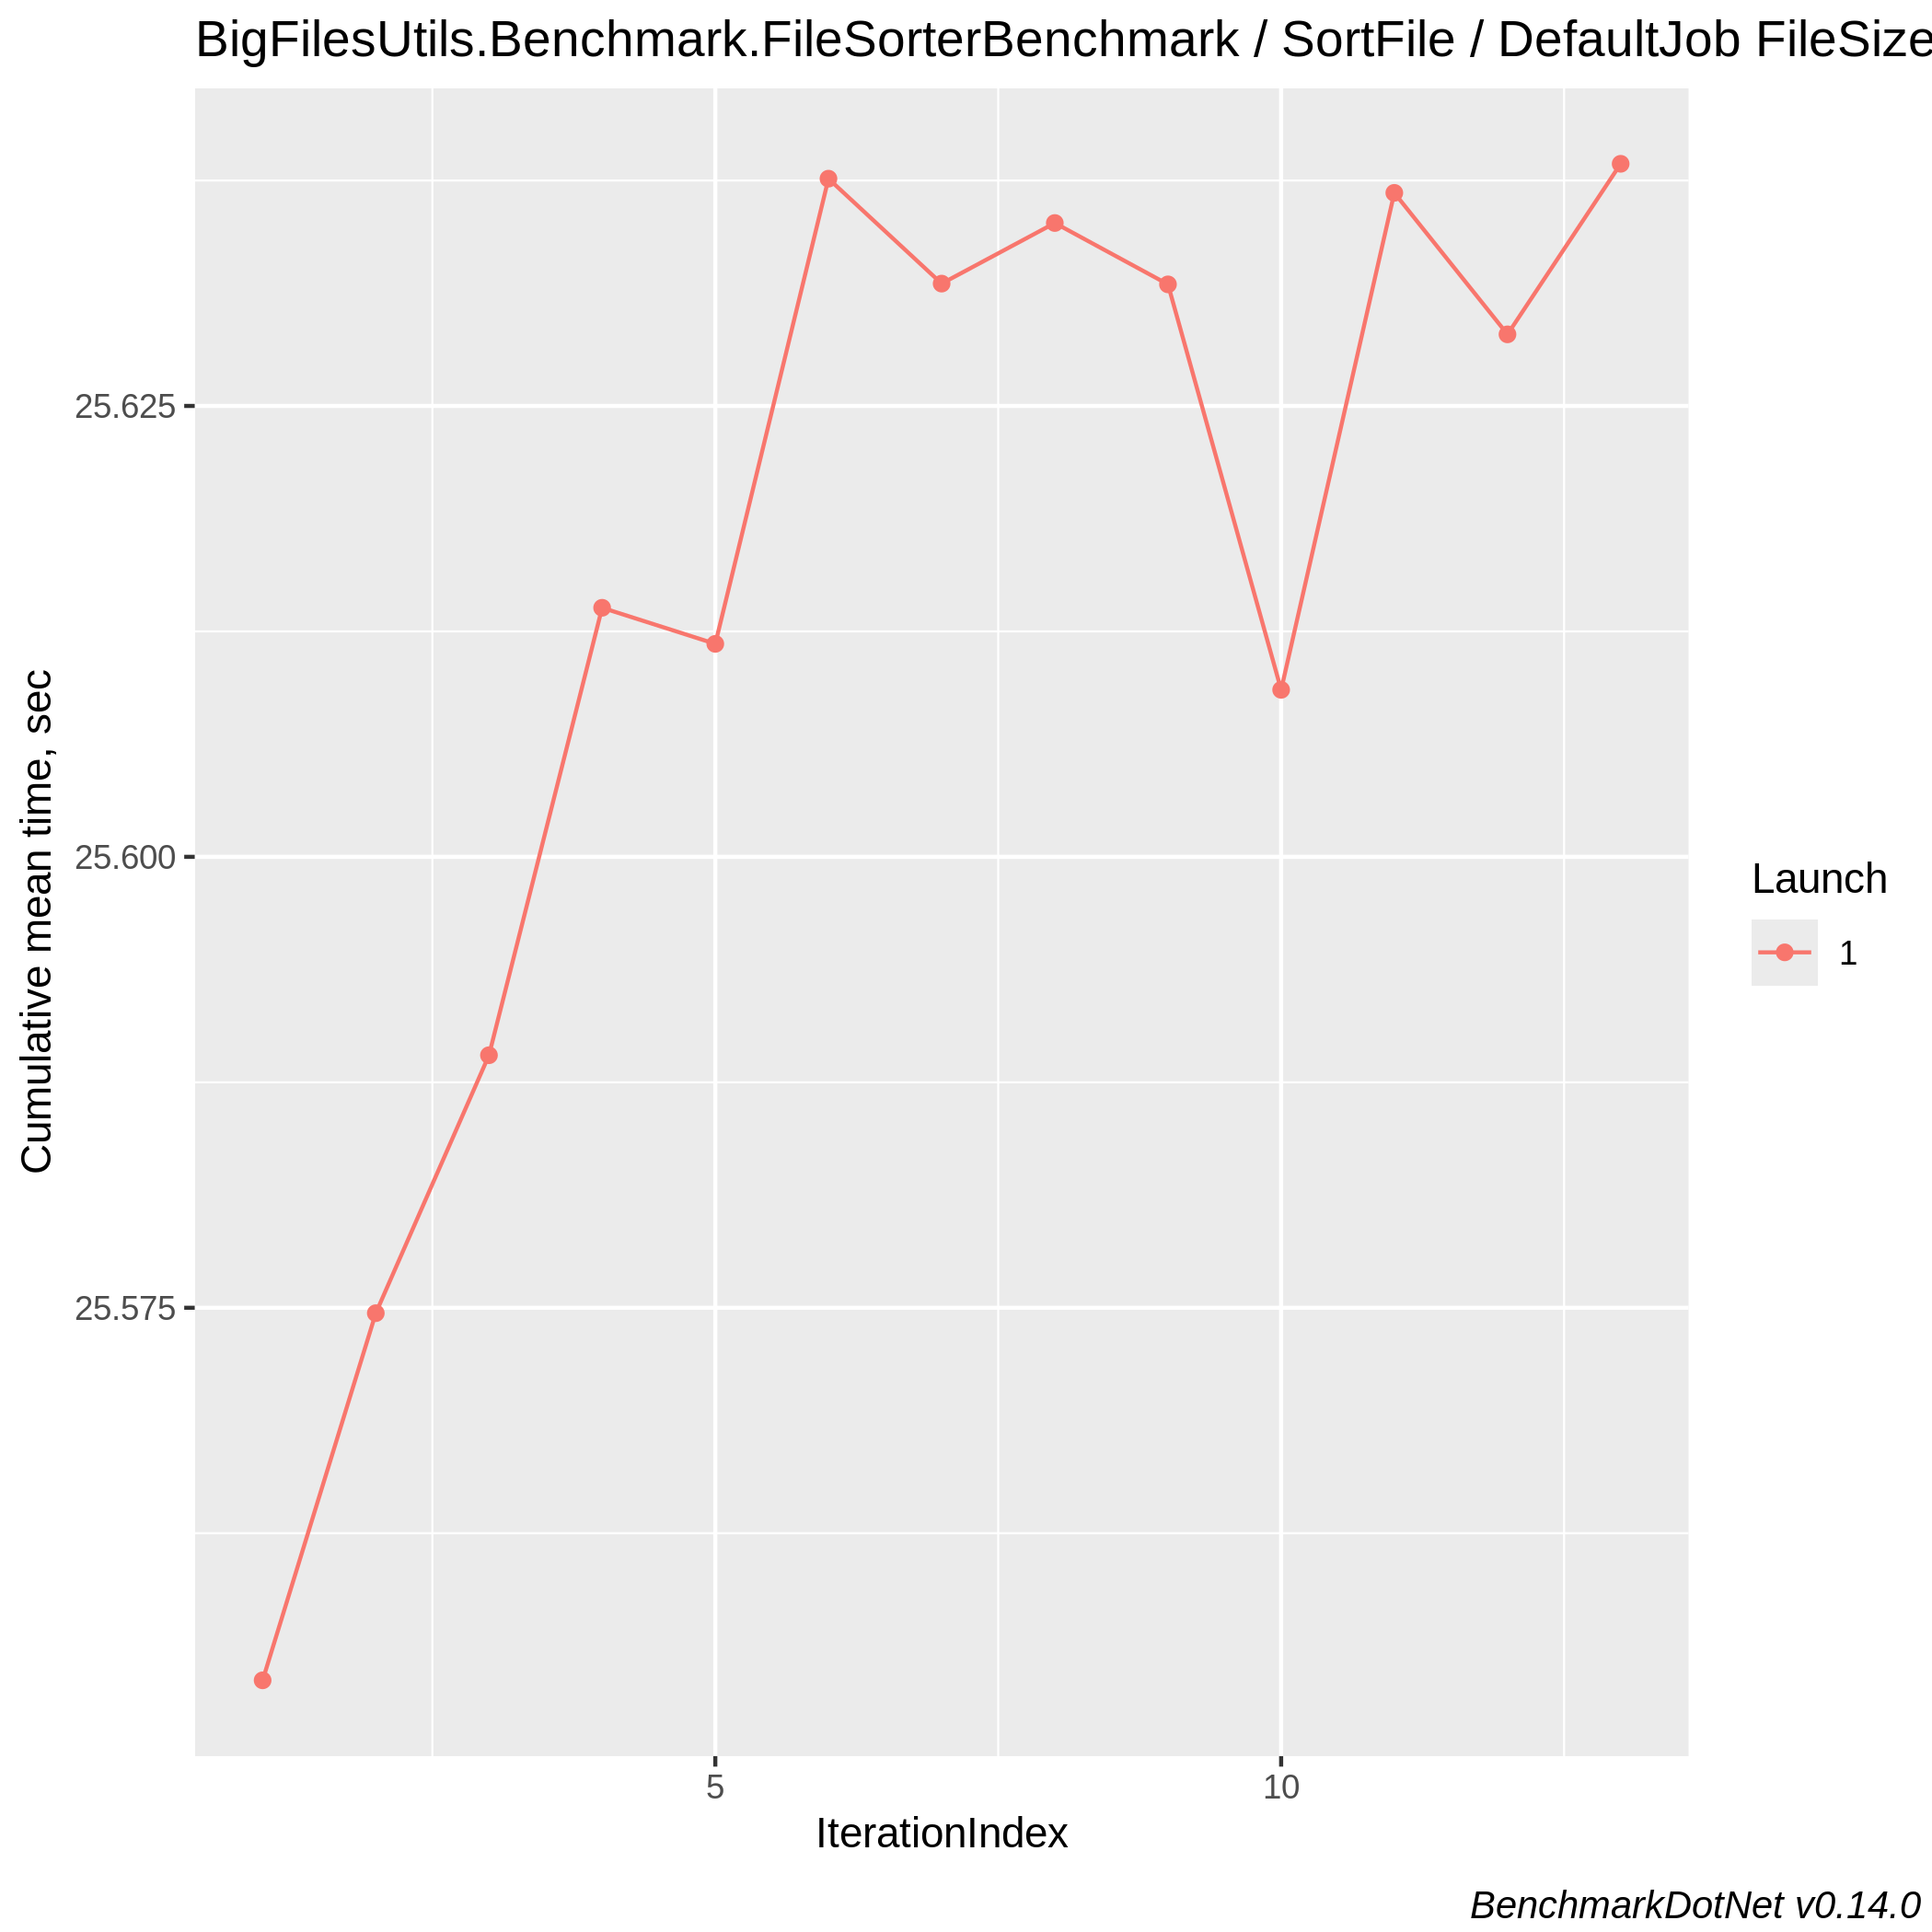 BigFilesUtils.Benchmark.FileSorterBenchmark / SortFile / DefaultJob FileSize
Cumulative mean time, sec
25.625
25.600
25.575
5
10
IterationIndex
Launch
1
BenchmarkDotNet v0.14.0